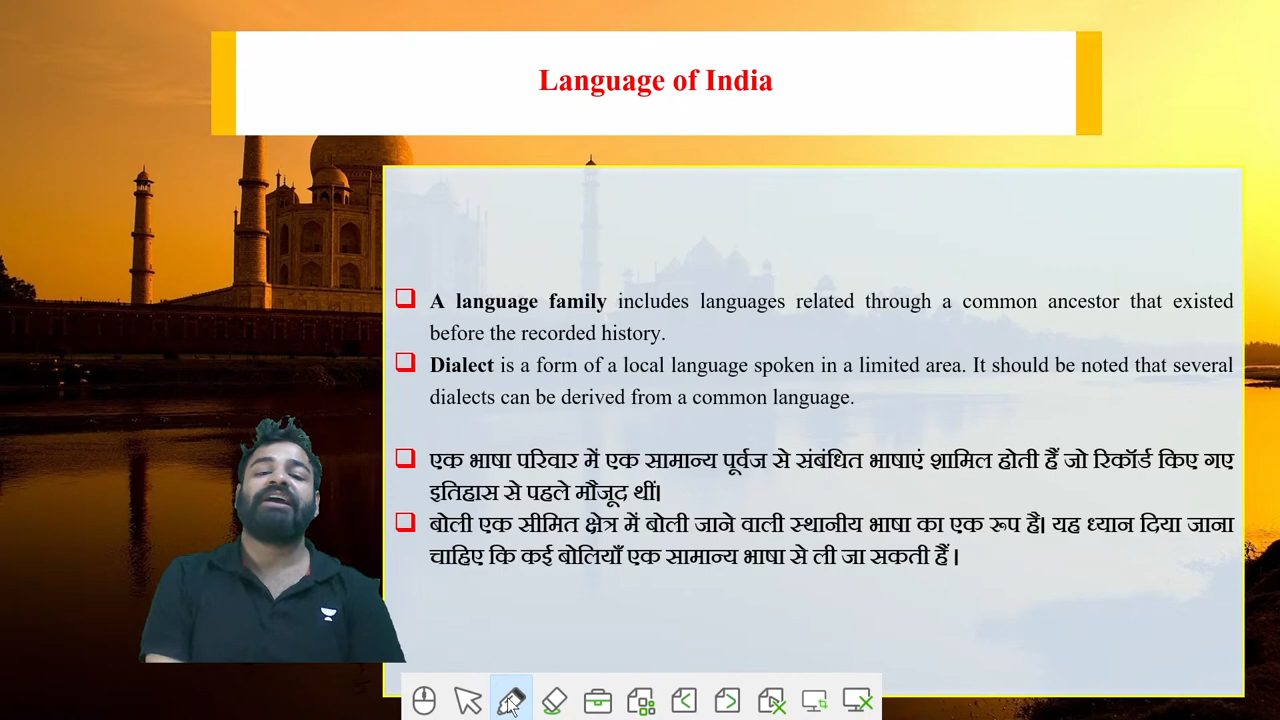 Language of India
A language family includes languages related through a common ancestor that existed
before the recorded history.
Dialect is a form of a local language spoken in a limited area. It should be noted that several
dialects can be derived from a common language.
एक भाषा परिवार में एक सामान्य पूर्वज से संबंधित भाषाएं शामिल होती हैं जो रिकॉर्ड किए गए
इतिहास से पहले मौजूद थीं।
बोली एक सीमित क्षेत्र में बोली जाने वाली स्थानीय भाषा का एक रूप है। यह ध्यान दिया जाना
चाहिए कि कई बोलियाँ एक सामान्य भाषा से ली जा सकती हैं ।